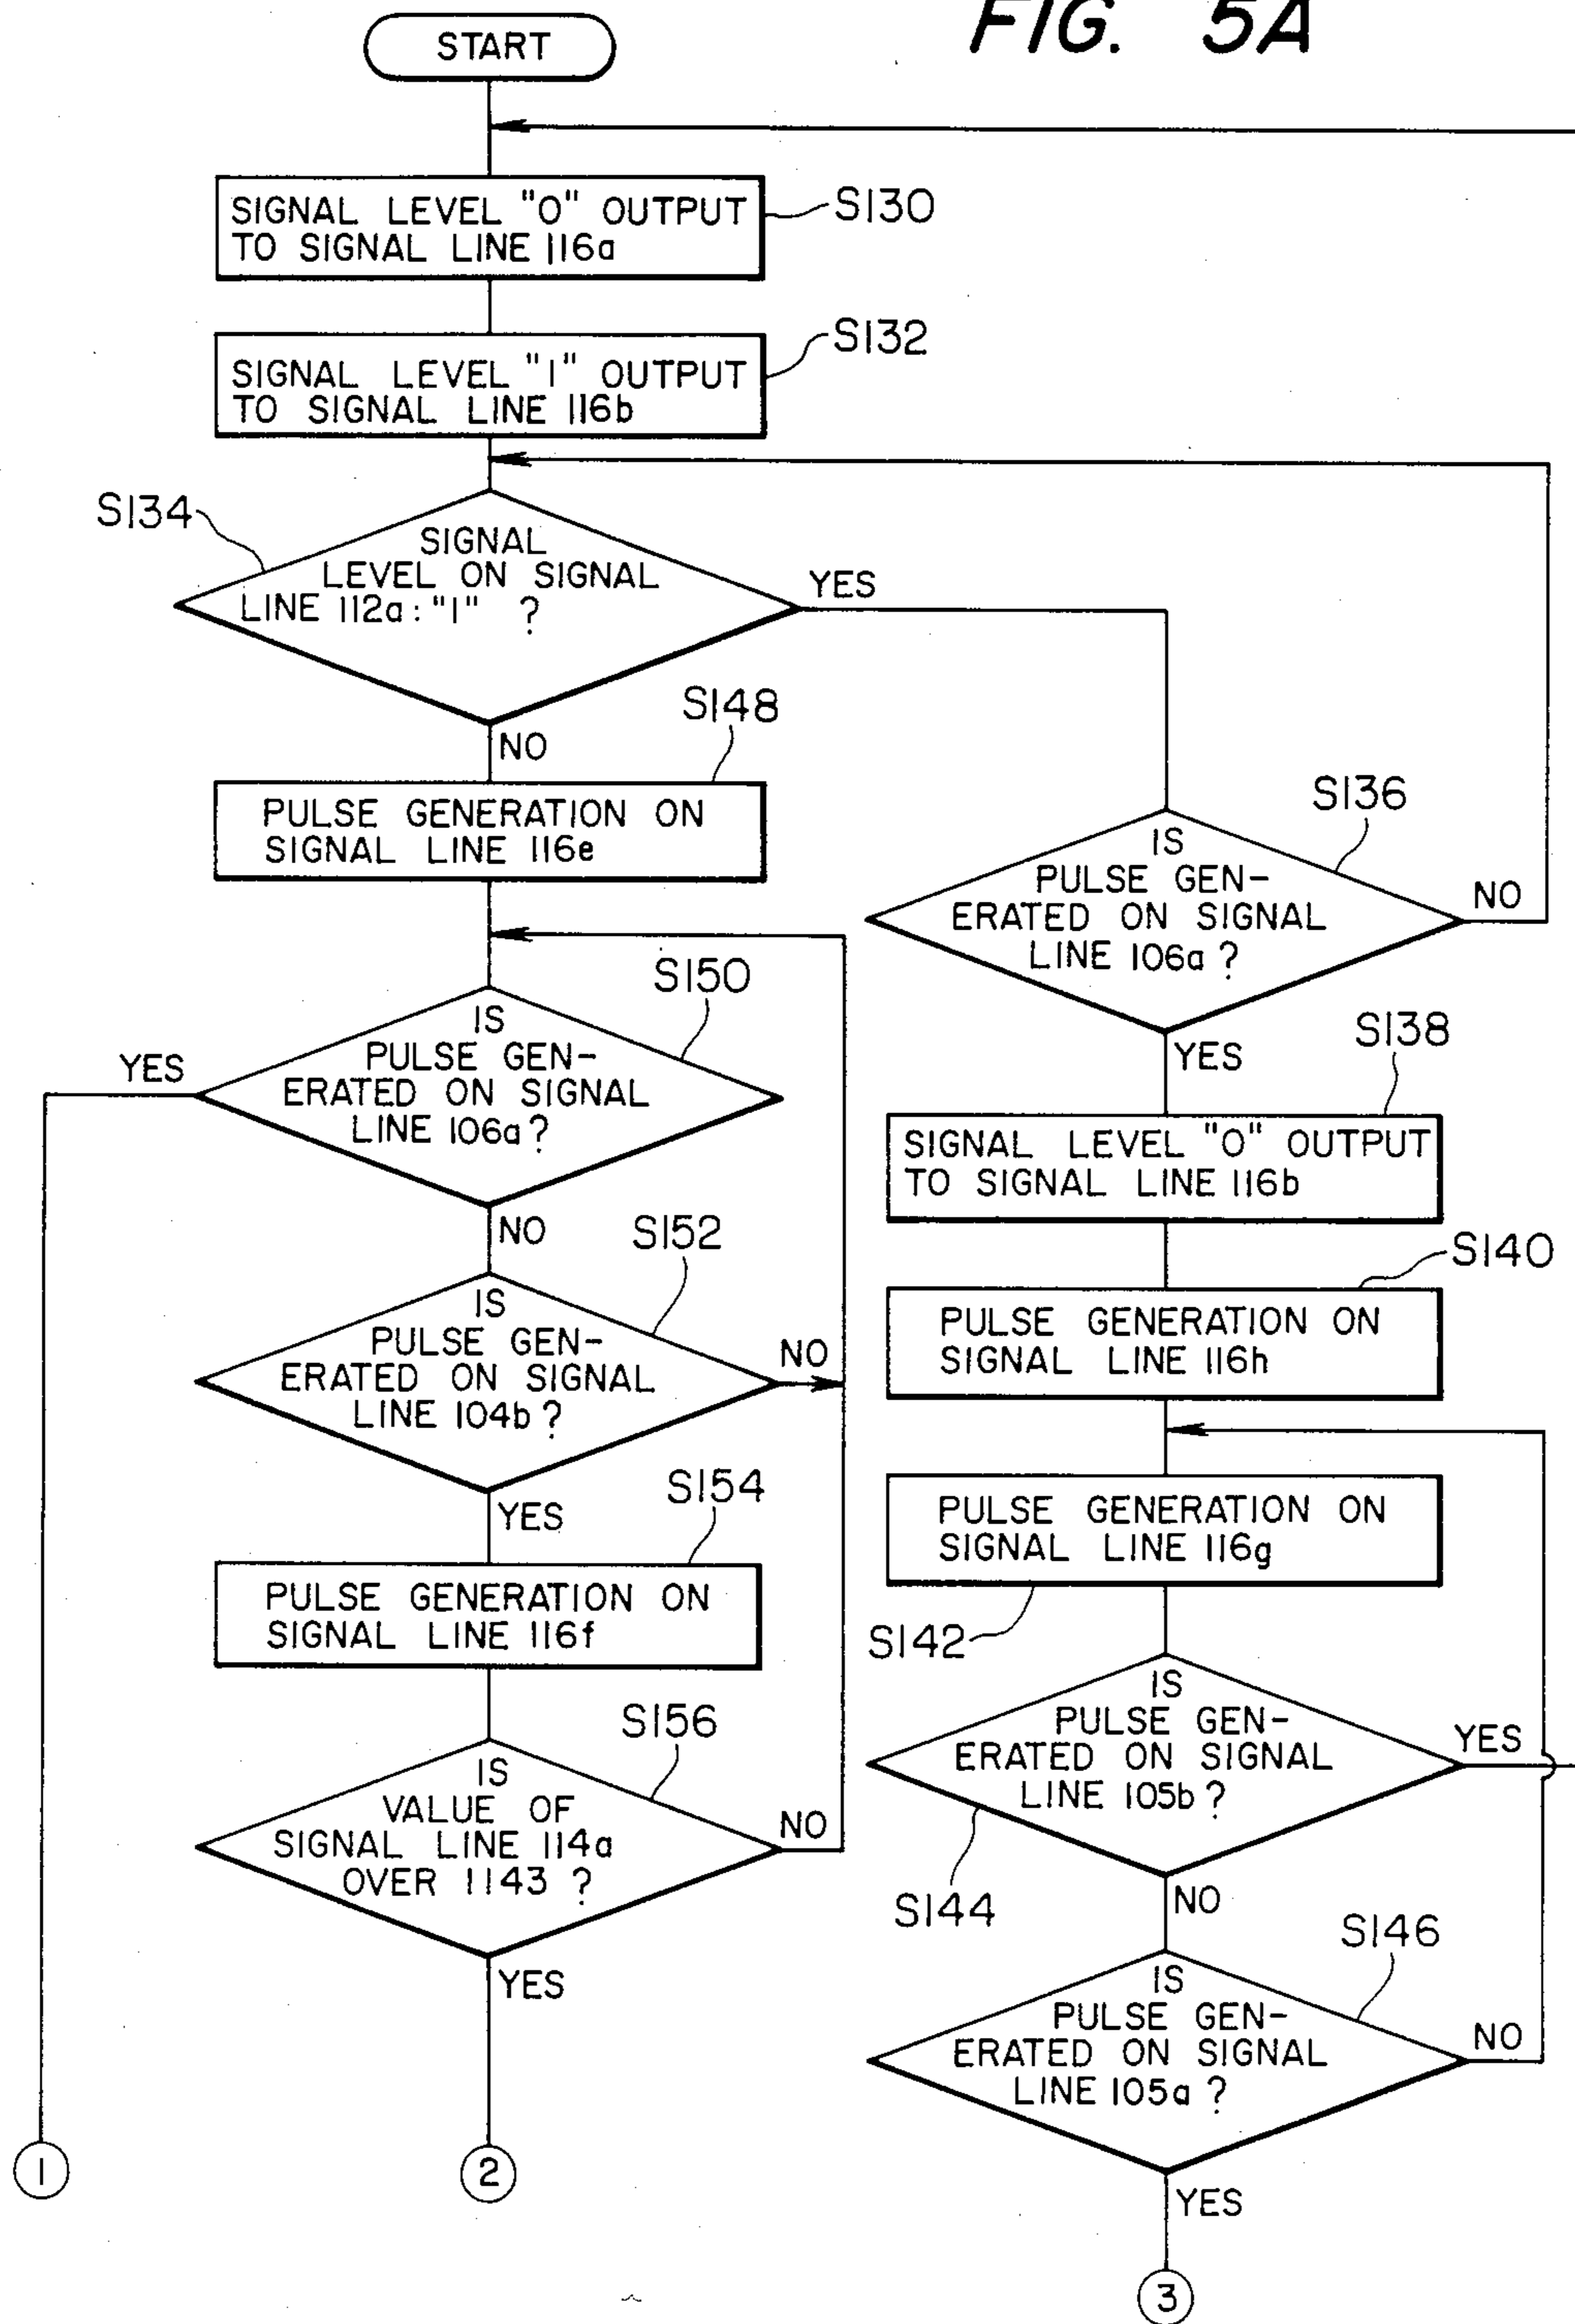 FIG. 5A
START
SIGNAL LEVEL "0" OUTPUT
TO SIGNAL LINE 116a
S130
SIGNAL LEVEL "1" OUTPUT
TO SIGNAL LINE 116b
S132
S134
SIGNAL
LEVEL ON SIGNAL
LINE 112a: "1" ?
YES
NO
S148
PULSE GENERATION ON
SIGNAL LINE 116e
S150
IS
PULSE GEN-
ERATED ON SIGNAL
LINE 106a?
YES
NO
S152
IS
PULSE GEN-
ERATED ON SIGNAL
LINE 104b?
NO
YES
S154
PULSE GENERATION ON
SIGNAL LINE 116f
S156
IS
VALUE OF
SIGNAL LINE 114a
OVER 1143 ?
NO
YES
1
2
S136
IS
PULSE GEN-
ERATED ON SIGNAL
LINE 106a?
NO
YES
S138
SIGNAL LEVEL "0" OUTPUT
TO SIGNAL LINE 116b
S140
PULSE GENERATION ON
SIGNAL LINE 116h
PULSE GENERATION ON
SIGNAL LINE 116g
S142
IS
PULSE GEN-
ERATED ON SIGNAL
LINE 105b?
YES
S144
NO
S146
IS
PULSE GEN-
ERATED ON SIGNAL
LINE 105a?
NO
YES
3